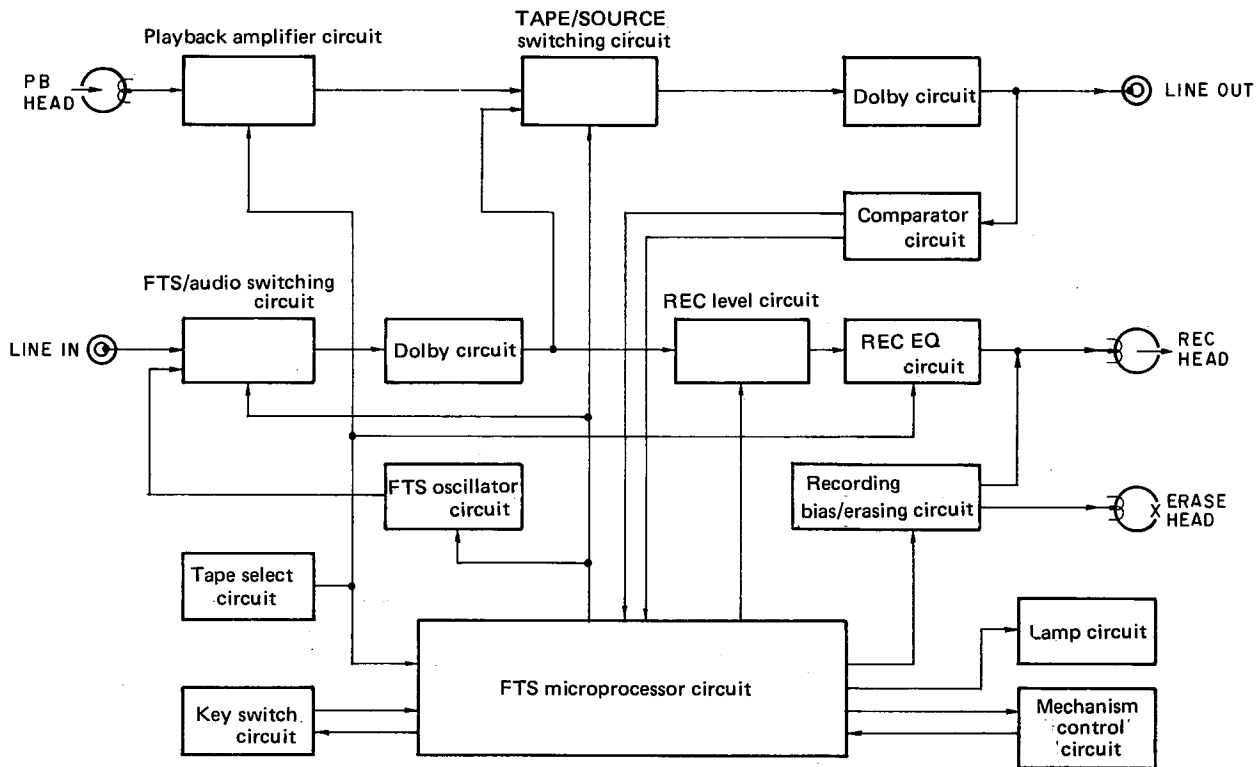 Playback amplifier circuit
TAPE/SOURCE
switching circuit
PB
HEAD
Dolby circuit
LINE OUT
Comparator
circuit
FTS/audio switching
circuit
REC level circuit
LINE IN
Dolby circuit
REC EQ
circuit
REC
HEAD
FTS oscillator
circuit
Recording
bias/erasing circuit
ERASE
HEAD
Tape select
circuit
Lamp circuit
FTS microprocessor circuit
Key switch
circuit
Mechanism
control
circuit